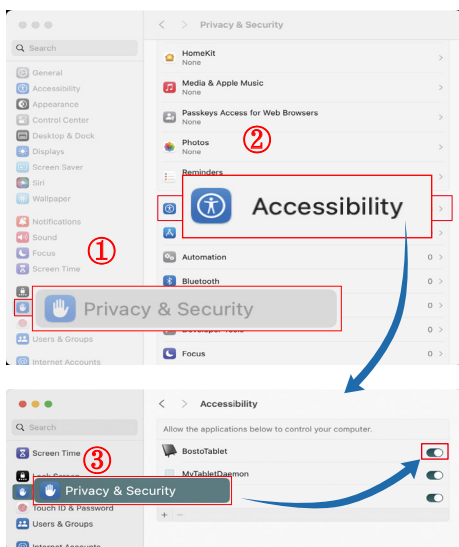 Privacy & Security
Search
General
Accessibility
Appearance
Control Center
Desktop & Dock
Displays
Screen Saver
Siri
Wallpaper
Notifications
Sound
Focus
Screen Time
①
Privacy & Security
Users & Groups
Internet Accounts
HomeKit
None
Media & Apple Music
None
Passkeys Access for Web Browsers
None
Photos
None
②
Reminders
Accessibility
Automation
0
Bluetooth
0
0
Developer Tools
0
Focus
0
Accessibility
Search
Screen Time
③
Lock Screen
Privacy & Security
Touch ID & Password
Users & Groups
Internet Accounts
Allow the applications below to control your computer.
BostoTablet
MyTabletDaemon
+ −